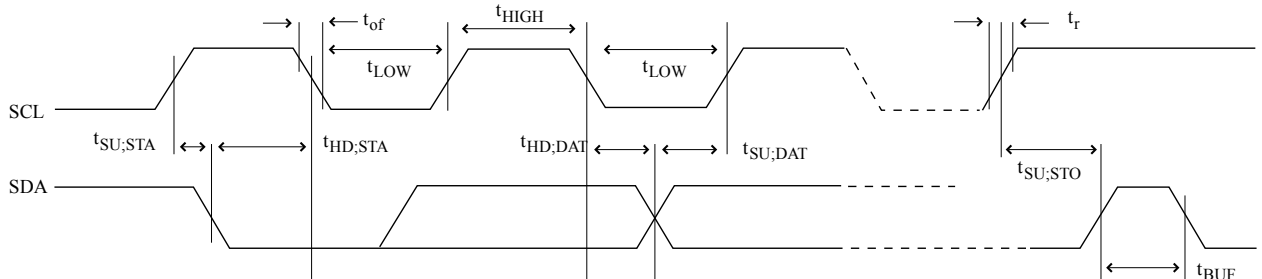 t_of
t_HIGH
t_r
t_LOW
t_LOW
SCL
t_SU;STA
t_HD;STA
t_HD;DAT
t_SU;DAT
t_SU;STO
SDA
t_BUF